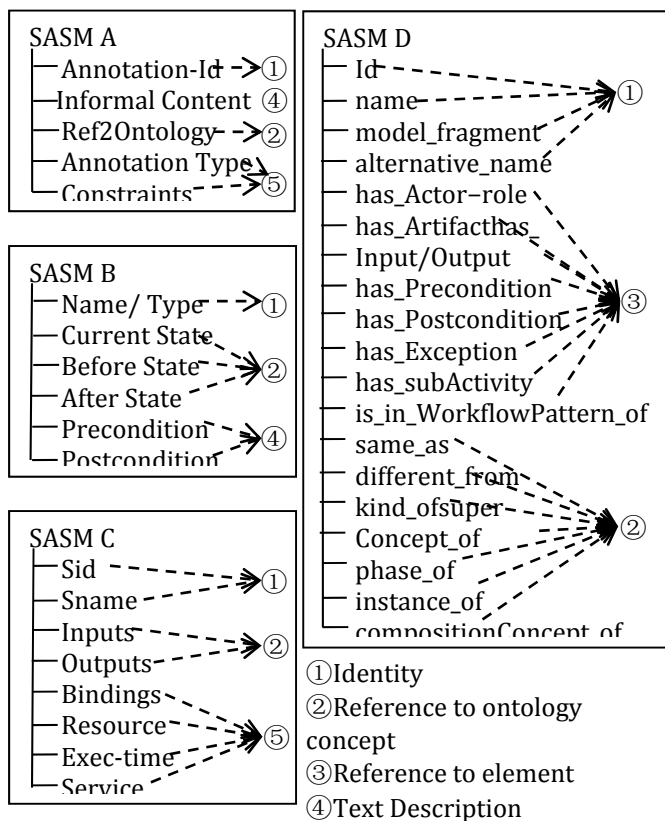 SASM A
Annotation-Id ①
Informal Content ④
Ref2Ontology ②
Annotation Type
Constraints ⑤
SASM B
Name/ Type ①
Current State
Before State ②
After State
Precondition
Postcondition ④
SASM C
Sid
Sname ①
Inputs
Outputs ②
Bindings
Resource ⑤
Exec-time
Service
SASM D
Id
name ①
model_fragment
alternative_name
has_Actor–role
has_Artifacthas_
Input/Output
has_Precondition ③
has_Postcondition
has_Exception
has_subActivity
is_in_WorkflowPattern_of
same_as
different_from
kind_ofsuper ②
Concept_of
phase_of
instance_of
compositionConcept_of
①Identity
②Reference to ontology
concept
③Reference to element
④Text Description